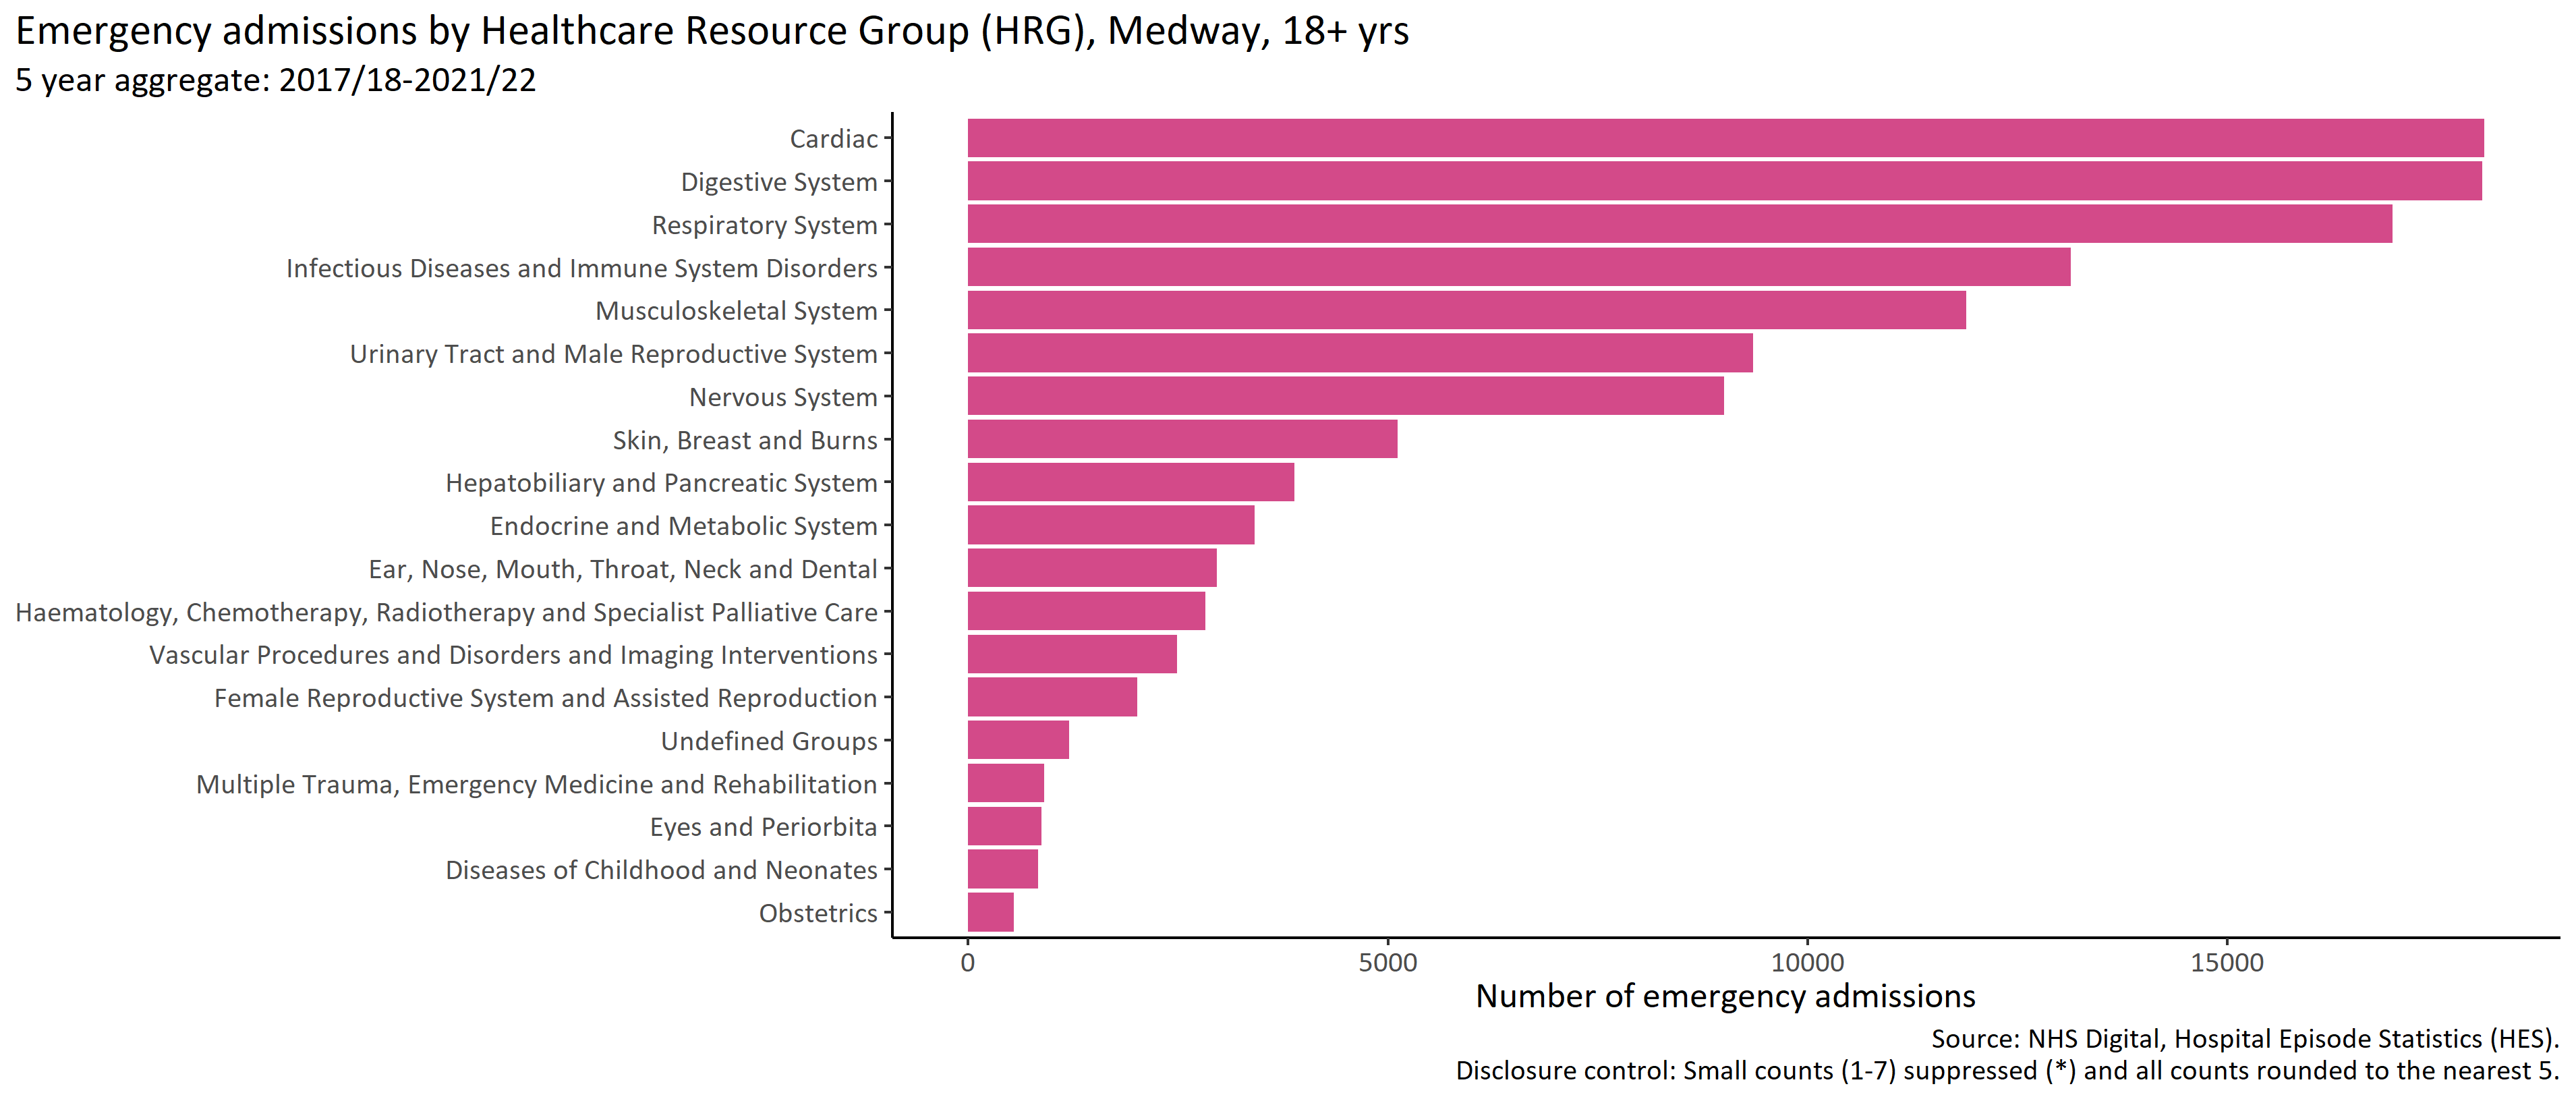 Emergency admissions by Healthcare Resource Group (HRG), Medway, 18+ yrs
5 year aggregate: 2017/18-2021/22
Cardiac
Digestive System
Respiratory System
Infectious Diseases and Immune System Disorders
Musculoskeletal System
Urinary Tract and Male Reproductive System
Nervous System
Skin, Breast and Burns
Hepatobiliary and Pancreatic System
Endocrine and Metabolic System
Ear, Nose, Mouth, Throat, Neck and Dental
Haematology, Chemotherapy, Radiotherapy and Specialist Palliative Care
Vascular Procedures and Disorders and Imaging Interventions
Female Reproductive System and Assisted Reproduction
Undefined Groups
Multiple Trauma, Emergency Medicine and Rehabilitation
Eyes and Periorbita
Diseases of Childhood and Neonates
Obstetrics
0 5000 10000 15000
Number of emergency admissions
Source: NHS Digital, Hospital Episode Statistics (HES).
Disclosure control: Small counts (1-7) suppressed (*) and all counts rounded to the nearest 5.